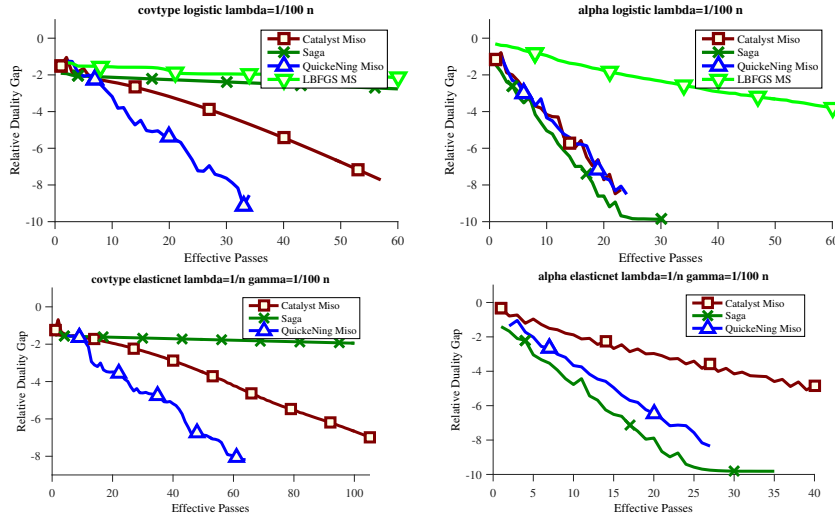 covtype logistic lambda=1/100 n
Relative Duality Gap
0
-2
-4
-6
-8
-10
0 10 20 30 40 50 60
Effective Passes
Catalyst Miso
Saga
QuickeNing Miso
LBFGS MS
alpha logistic lambda=1/100 n
Relative Duality Gap
0
-2
-4
-6
-8
-10
0 10 20 30 40 50 60
Effective Passes
Catalyst Miso
Saga
QuickeNing Miso
LBFGS MS
covtype elasticnet lambda=1/n gamma=1/100 n
Relative Duality Gap
0
-2
-4
-6
-8
20 40 60 80 100
Effective Passes
Catalyst Miso
Saga
QuickeNing Miso
alpha elasticnet lambda=1/n gamma=1/100 n
Relative Duality Gap
0
-2
-4
-6
-8
-10
0 5 10 15 20 25 30 35 40
Effective Passes
Catalyst Miso
Saga
QuickeNing Miso